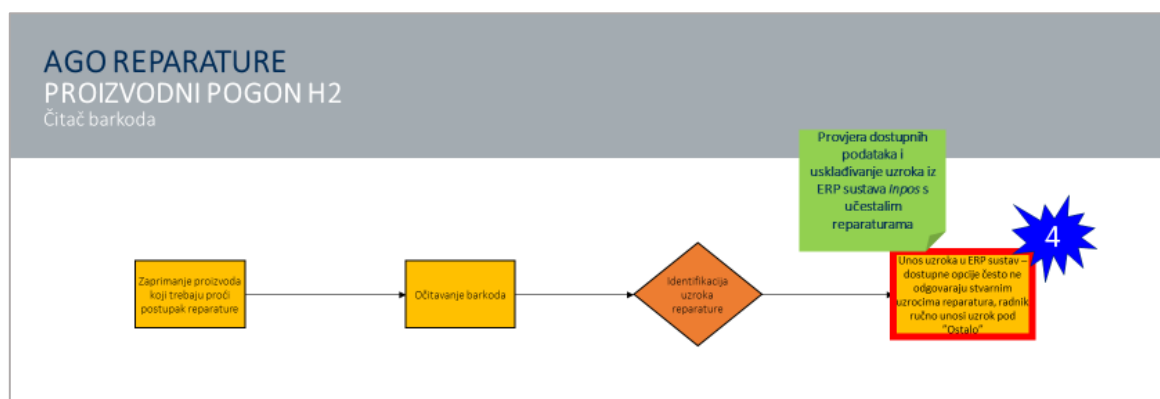 AGO REPARATURE
PROIZVODNI POGON H2
Čitač barkoda
Provjera dostupnih
podataka i
usklađivanje uzroka iz
ERP sustava Inpos s
učestalim
reparaturama
4
Zaprimanje proizvoda
koji trebaju proći
postupak reparature
Očitavanje barkoda
Identifikacija
uzroka
reparature
Unos uzroka u ERP sustav –
dostupne opcije često ne
odgovaraju stvarnim
uzrocima reparatura, radnik
ručno unosi uzrok pod
"Ostalo"